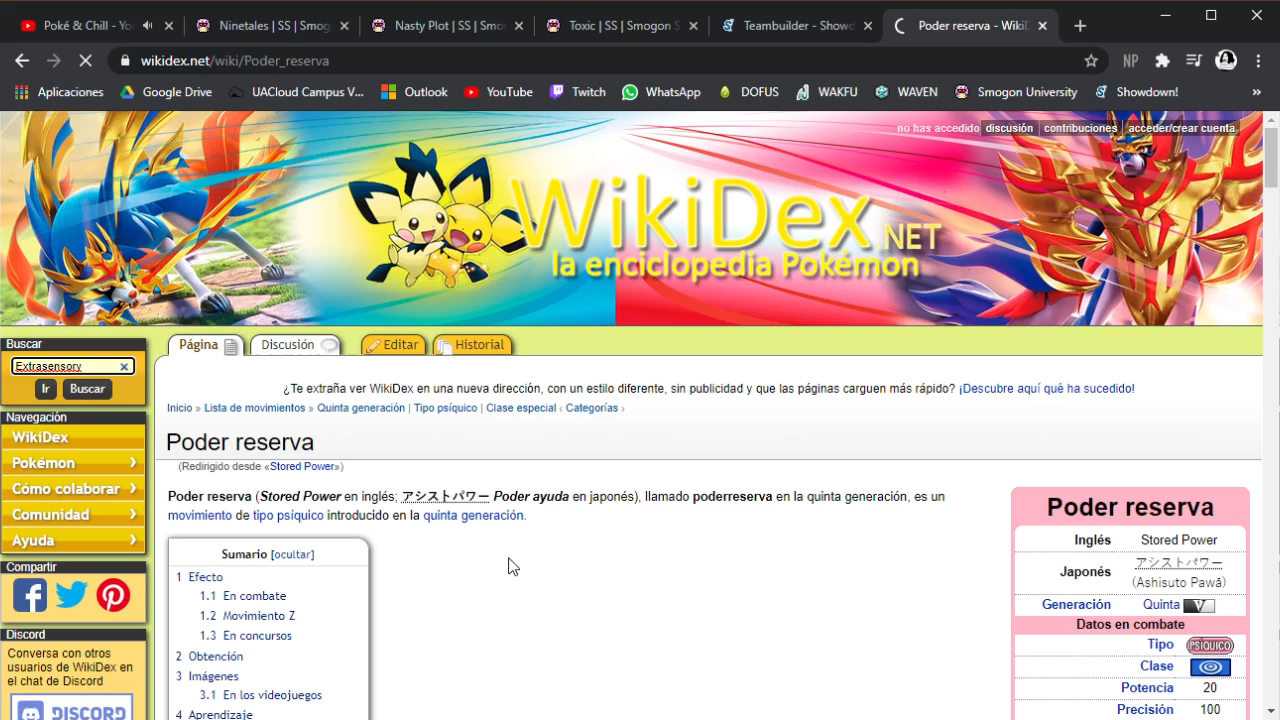 Poké & Chill - Yo
Ninetales | SS | Smog
Nasty Plot | SS | Smo
Toxic | SS | Smogon S
Teambuilder - Showd
Poder reserva - WikiD
wikidex.net/wiki/Poder_reserva
NP
Aplicaciones
Google Drive
UACloud Campus V...
Outlook
YouTube
Twitch
WhatsApp
DOFUS
WAKFU
WAVEN
Smogon University
Showdown!
»
no has accedido discusión contribuciones acceder/crear cuenta
WikiDex.NET
la enciclopedia Pokémon
Buscar
Extrasensory
Ir Buscar
Navegación
WikiDex
Pokémon
Cómo colaborar
Comunidad
Ayuda
Compartir
Discord
Conversa con otros
usuarios de WikiDex en
el chat de Discord
DISCORD
Página Discusión Editar Historial
¿Te extraña ver WikiDex en una nueva dirección, con un estilo diferente, sin publicidad y que las páginas carguen más rápido? ¡Descubre aquí qué ha sucedido!
Inicio » Lista de movimientos » Quinta generación | Tipo psíquico | Clase especial ‹ Categorías ›
Poder reserva
(Redirigido desde «Stored Power»)
Poder reserva (Stored Power en inglés; アシストパワー Poder ayuda en japonés), llamado poderreserva en la quinta generación, es un
movimiento de tipo psíquico introducido en la quinta generación.
Sumario [ocultar]
1 Efecto
1.1 En combate
1.2 Movimiento Z
1.3 En concursos
2 Obtención
3 Imágenes
3.1 En los videojuegos
4 Aprendizaje
Poder reserva
Inglés Stored Power
Japonés アシストパワー
(Ashisuto Pawā)
Generación Quinta V
Datos en combate
Tipo PSIQUICO
Clase
Potencia 20
Precisión 100